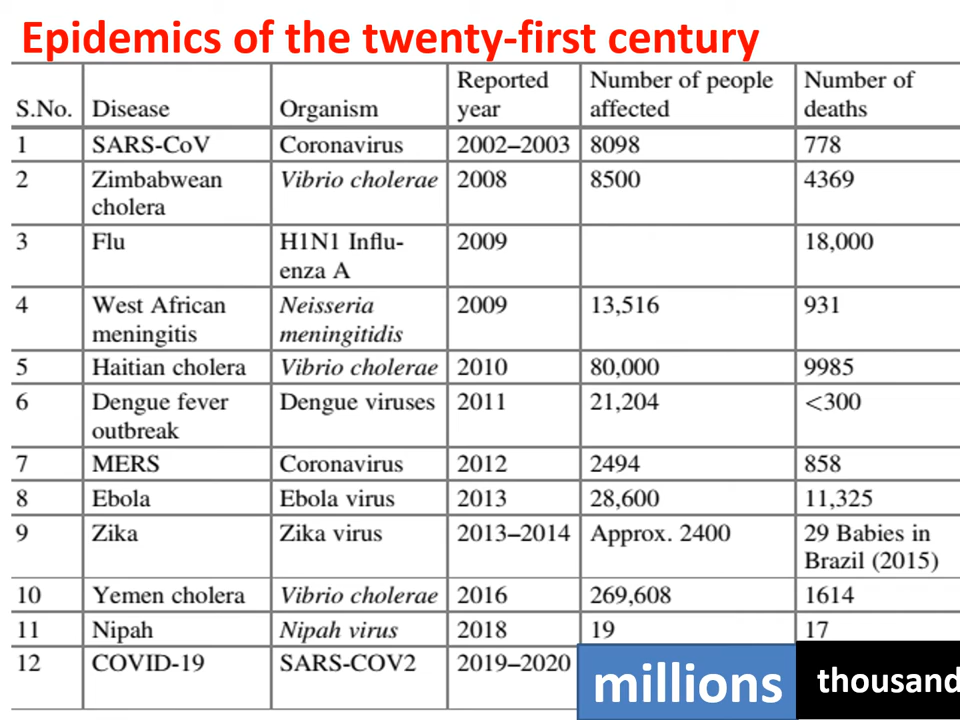 Epidemics of the twenty-first century
S.No. Disease Organism Reported year Number of people affected Number of deaths
1 SARS-CoV Coronavirus 2002–2003 8098 778
2 Zimbabwean cholera Vibrio cholerae 2008 8500 4369
3 Flu H1N1 Influ-enza A 2009 18,000
4 West African meningitis Neisseria meningitidis 2009 13,516 931
5 Haitian cholera Vibrio cholerae 2010 80,000 9985
6 Dengue fever outbreak Dengue viruses 2011 21,204 <300
7 MERS Coronavirus 2012 2494 858
8 Ebola Ebola virus 2013 28,600 11,325
9 Zika Zika virus 2013–2014 Approx. 2400 29 Babies in Brazil (2015)
10 Yemen cholera Vibrio cholerae 2016 269,608 1614
11 Nipah Nipah virus 2018 19 17
12 COVID-19 SARS-COV2 2019–2020 millions thousand